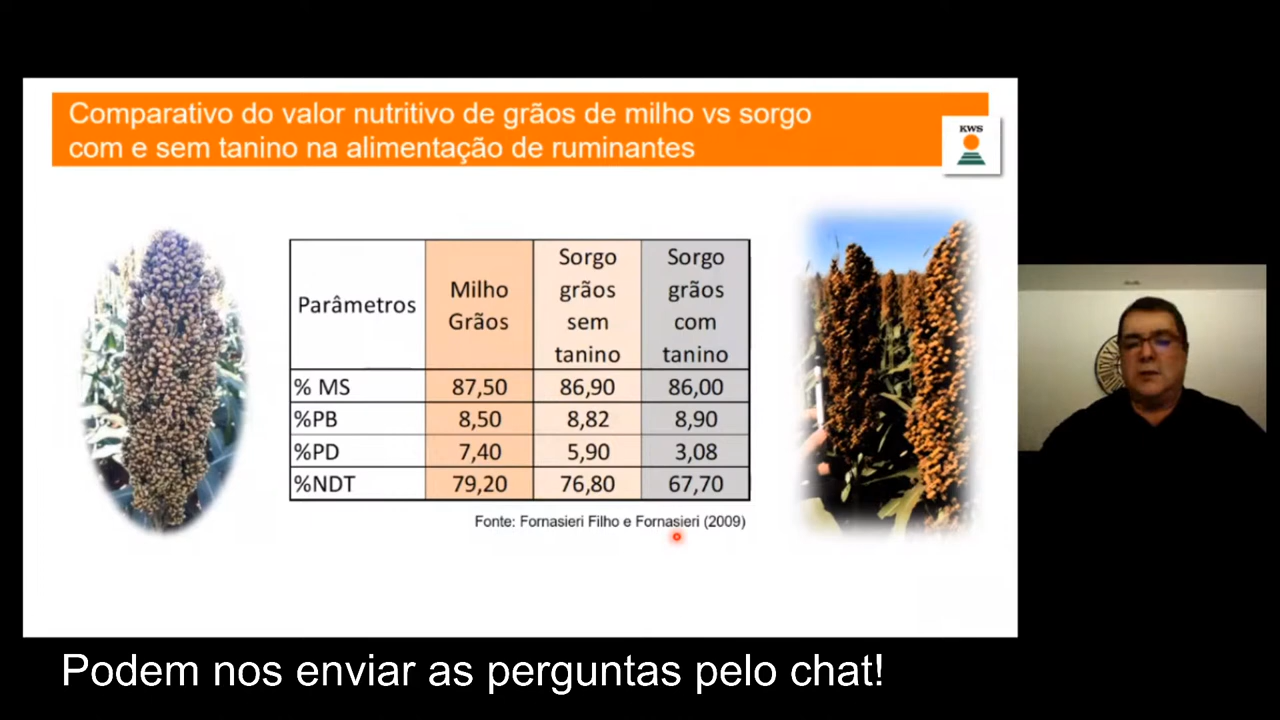 Comparativo do valor nutritivo de grãos de milho vs sorgo
com e sem tanino na alimentação de ruminantes
KWS
Parâmetros
Milho
Grãos
Sorgo
grãos
sem
tanino
Sorgo
grãos
com
tanino
% MS 87,50 86,90 86,00
%PB 8,50 8,82 8,90
%PD 7,40 5,90 3,08
%NDT 79,20 76,80 67,70
Fonte: Fornasieri Filho e Fornasieri (2009)
Podem nos enviar as perguntas pelo chat!